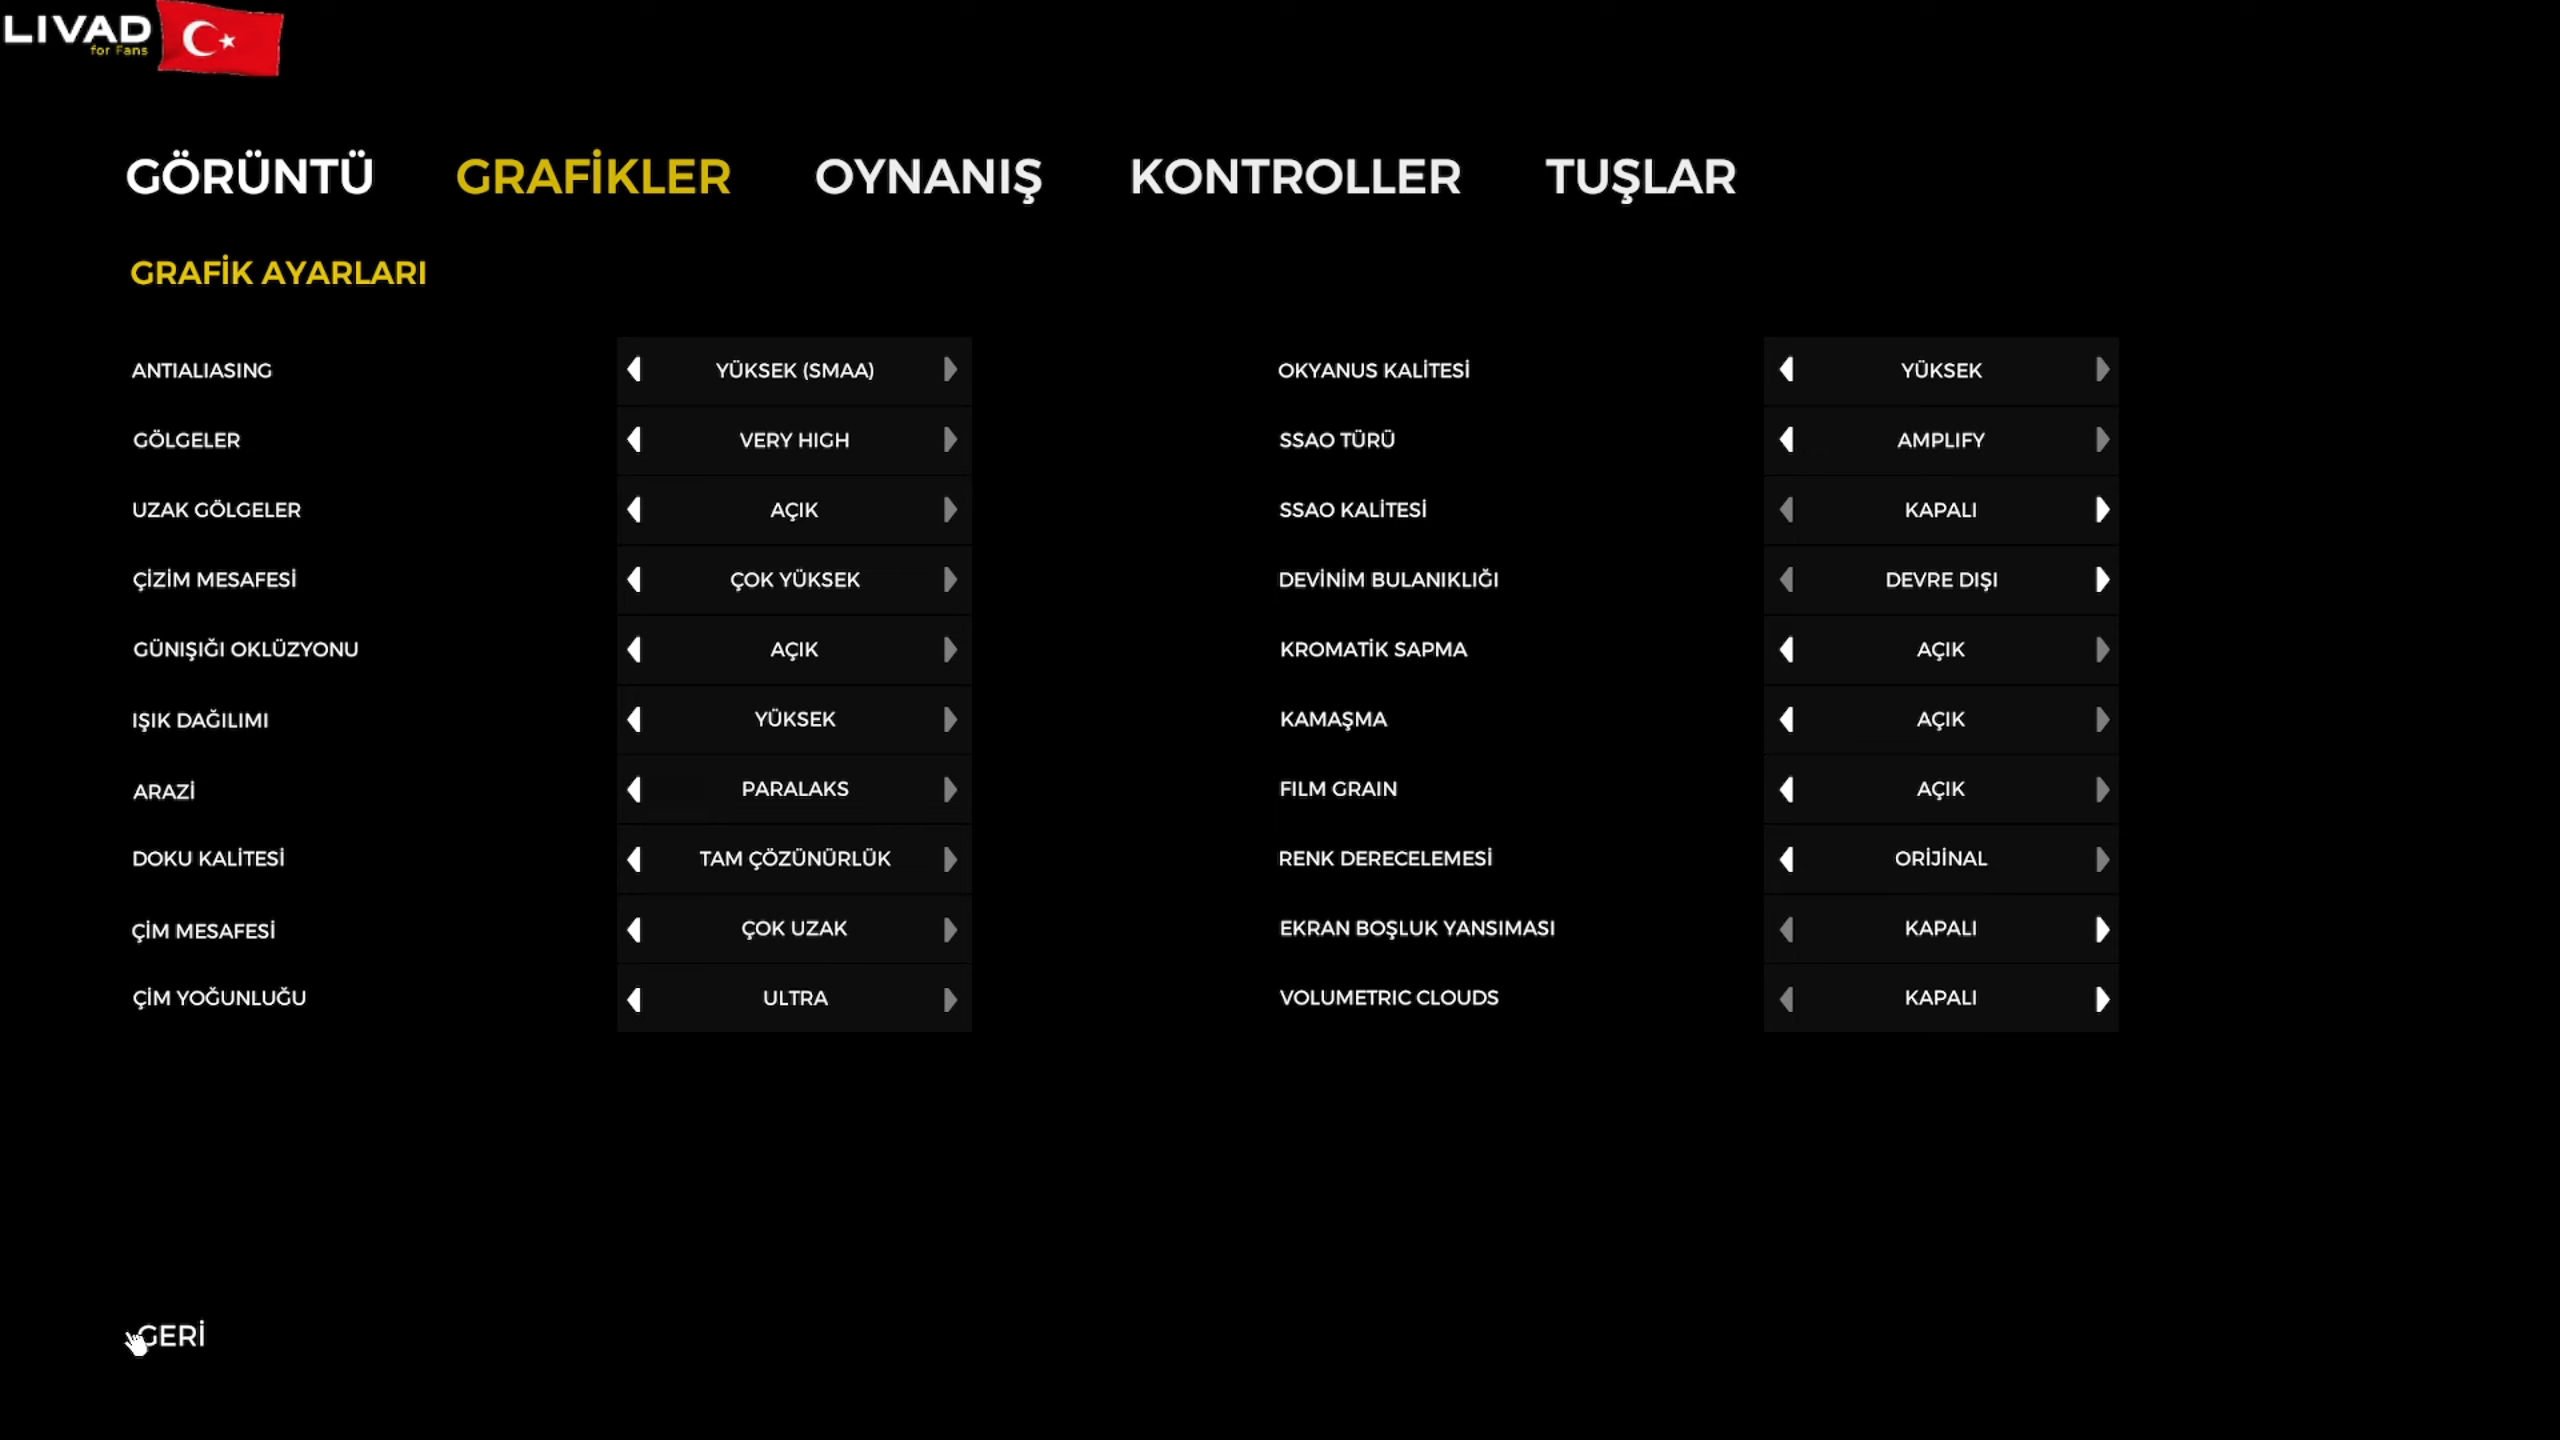 LIVAD
for Fans
GÖRÜNTÜ GRAFİKLER OYNANIŞ KONTROLLER TUŞLAR
GRAFİK AYARLARI
ANTIALIASING YÜKSEK (SMAA) OKYANUS KALİTESİ YÜKSEK
GÖLGELER VERY HIGH SSAO TÜRÜ AMPLIFY
UZAK GÖLGELER AÇIK SSAO KALİTESİ KAPALI
ÇİZİM MESAFESİ ÇOK YÜKSEK DEVİNİM BULANIKLIĞI DEVRE DIŞI
GÜNIŞIĞI OKLÜZYONU AÇIK KROMATİK SAPMA AÇIK
IŞIK DAĞILIMI YÜKSEK KAMAŞMA AÇIK
ARAZİ PARALAKS FILM GRAIN AÇIK
DOKU KALİTESİ TAM ÇÖZÜNÜRLÜK RENK DERECELEMESİ ORİJİNAL
ÇİM MESAFESİ ÇOK UZAK EKRAN BOŞLUK YANSIMASI KAPALI
ÇİM YOĞUNLUĞU ULTRA VOLUMETRIC CLOUDS KAPALI
GERİ